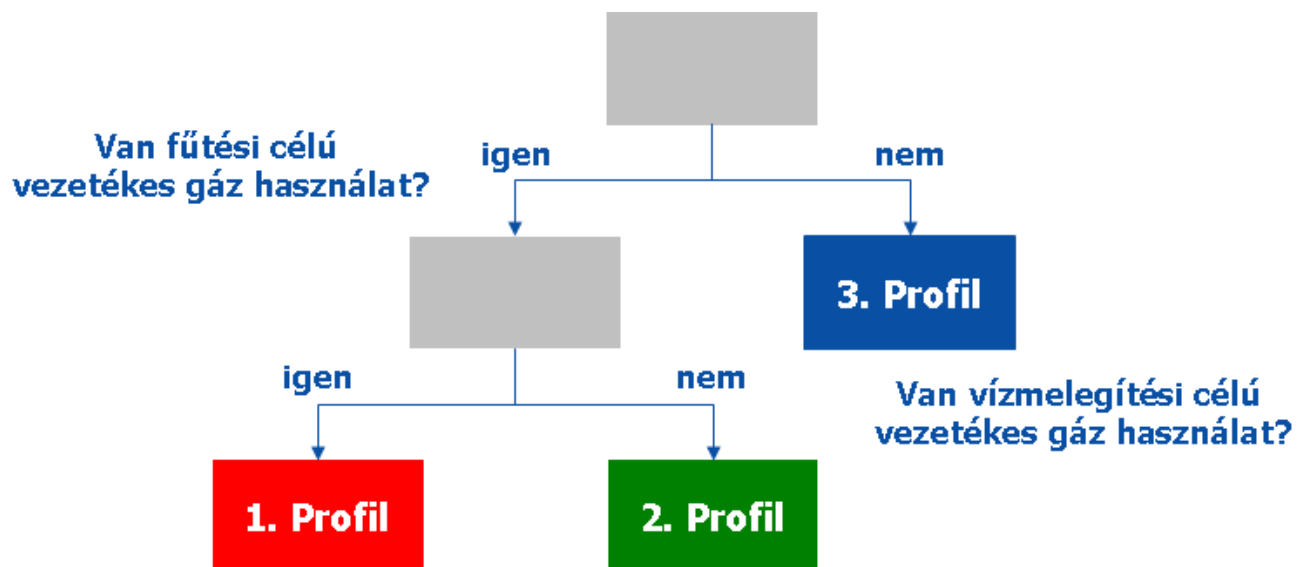 Van fűtési célú
vezetékes gáz használat?
igen
nem
3. Profil
igen
nem
Van vízmelegítési célú
vezetékes gáz használat?
1. Profil
2. Profil